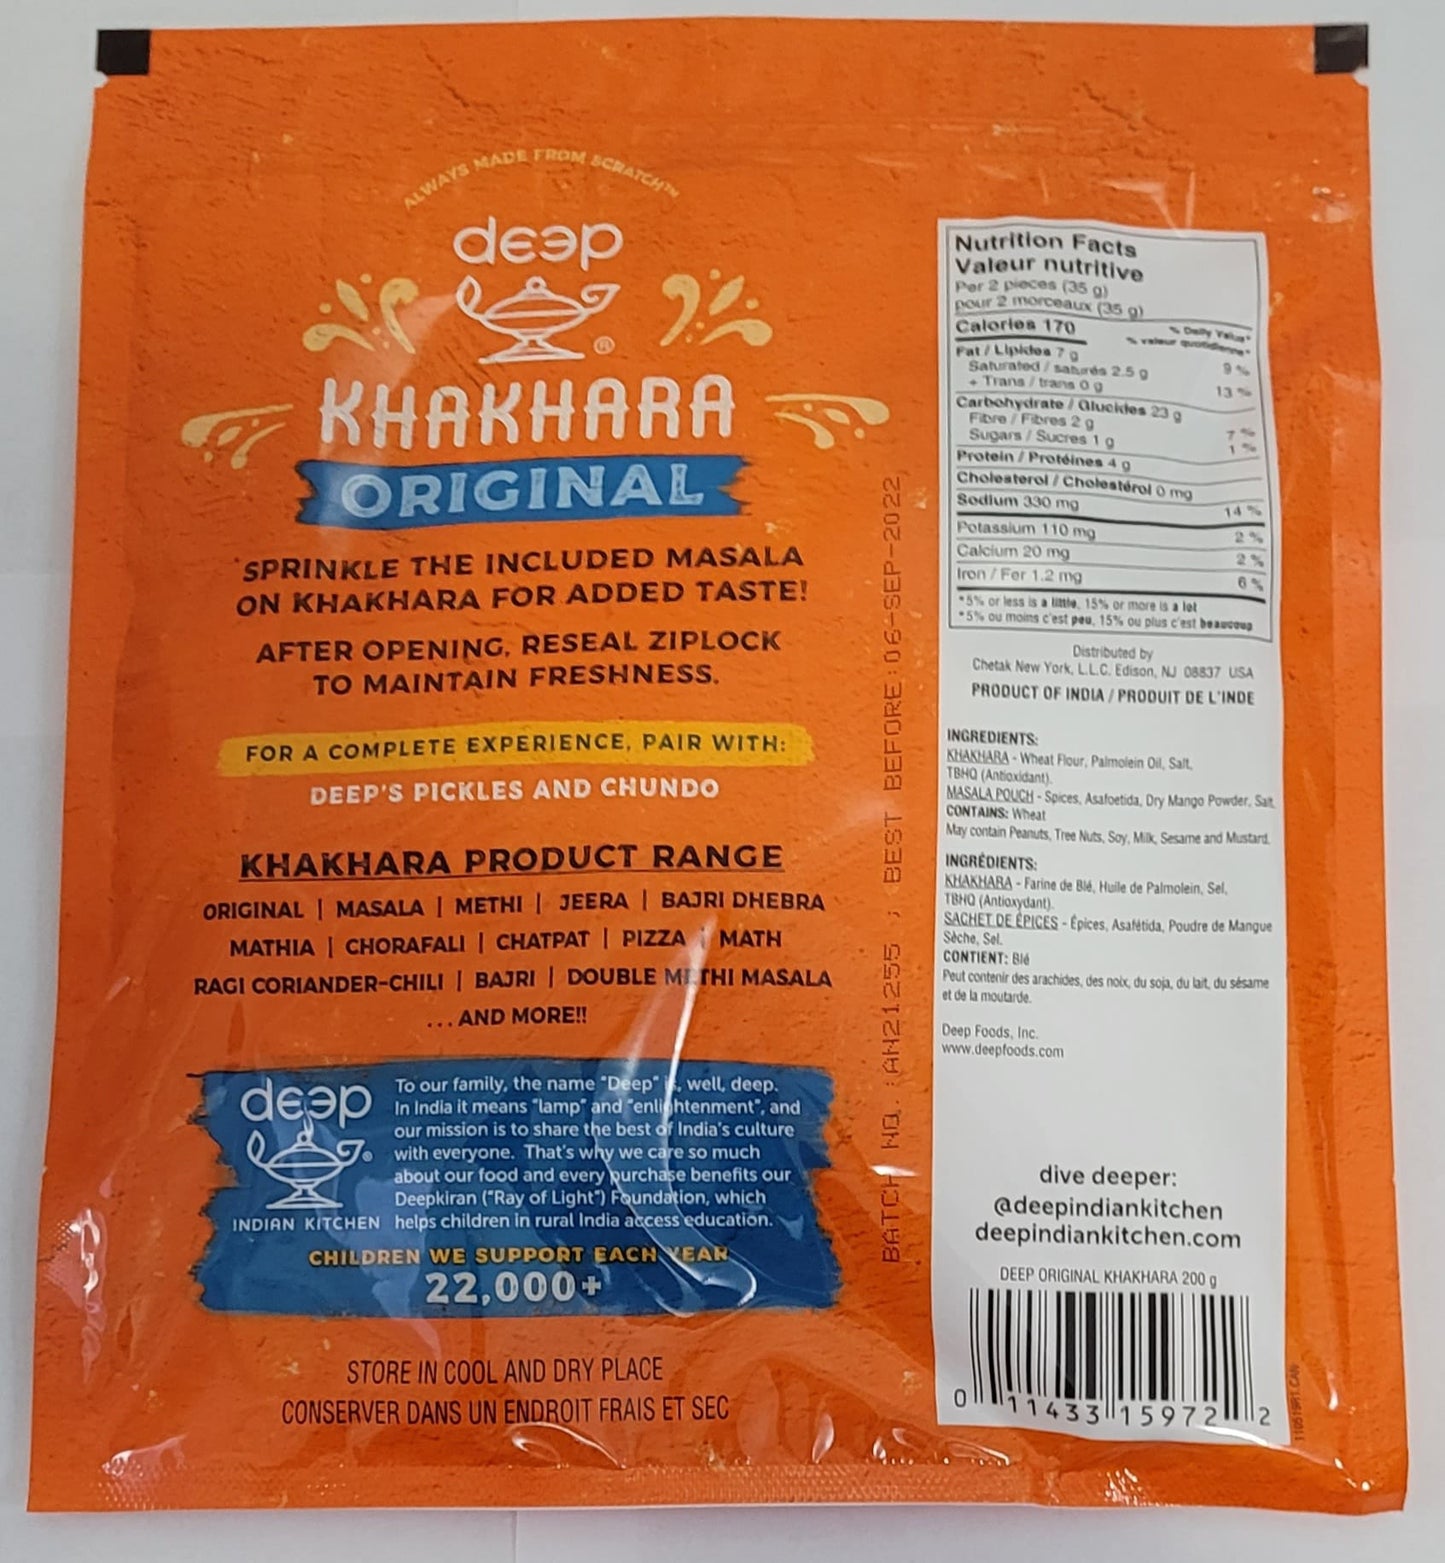 ALWAYS MADE FROM SCRATCH™
deep
®
KHAKHARA
ORIGINAL
*SPRINKLE THE INCLUDED MASALA
ON KHAKHARA FOR ADDED TASTE!
AFTER OPENING, RESEAL ZIPLOCK
TO MAINTAIN FRESHNESS.
FOR A COMPLETE EXPERIENCE, PAIR WITH:
DEEP'S PICKLES AND CHUNDO
KHAKHARA PRODUCT RANGE
ORIGINAL | MASALA | METHI | JEERA | BAJRI DHEBRA
MATHIA | CHORAFALI | CHATPAT | PIZZA | MATH
RAGI CORIANDER-CHILI | BAJRI | DOUBLE METHI MASALA
...AND MORE!!
deep
®
INDIAN KITCHEN
To our family, the name "Deep" is, well, deep.
In India it means "lamp" and "enlightenment", and
our mission is to share the best of India's culture
with everyone. That's why we care so much
about our food and every purchase benefits our
Deepkiran ("Ray of Light") Foundation, which
helps children in rural India access education.
CHILDREN WE SUPPORT EACH YEAR
22,000+
STORE IN COOL AND DRY PLACE
CONSERVER DANS UN ENDROIT FRAIS ET SEC
BATCH NO. :AH21255 ; BEST BEFORE:06-SEP-2022
Nutrition Facts
Valeur nutritive
Per 2 pieces (35 g)
pour 2 morceaux (35 g)
Calories 170
% Daily Value*
% valeur quotidienne*
Fat / Lipides 7 g 9 %
Saturated / saturés 2.5 g
+ Trans / trans 0 g 13 %
Carbohydrate / Glucides 23 g
Fibre / Fibres 2 g 7 %
Sugars / Sucres 1 g 1 %
Protein / Protéines 4 g
Cholesterol / Cholestérol 0 mg
Sodium 330 mg 14 %
Potassium 110 mg 2 %
Calcium 20 mg 2 %
Iron / Fer 1.2 mg 6 %
*5% or less is a little, 15% or more is a lot
*5% ou moins c'est peu, 15% ou plus c'est beaucoup
Distributed by
Chetak New York, L.L.C. Edison, NJ 08837 USA
PRODUCT OF INDIA / PRODUIT DE L'INDE
INGREDIENTS:
KHAKHARA - Wheat Flour, Palmolein Oil, Salt,
TBHQ (Antioxidant).
MASALA POUCH - Spices, Asafoetida, Dry Mango Powder, Salt.
CONTAINS: Wheat
May contain Peanuts, Tree Nuts, Soy, Milk, Sesame and Mustard.
INGRÉDIENTS:
KHAKHARA - Farine de Blé, Huile de Palmolein, Sel,
TBHQ (Antioxydant).
SACHET DE ÉPICES - Épices, Asafétida, Poudre de Mangue
Sèche, Sel.
CONTIENT: Blé
Peut contenir des arachides, des noix, du soja, du lait, du sésame
et de la moutarde.
Deep Foods, Inc.
www.deepfoods.com
dive deeper:
@deepindiankitchen
deepindiankitchen.com
DEEP ORIGINAL KHAKHARA 200 g
0 11433 15972 2